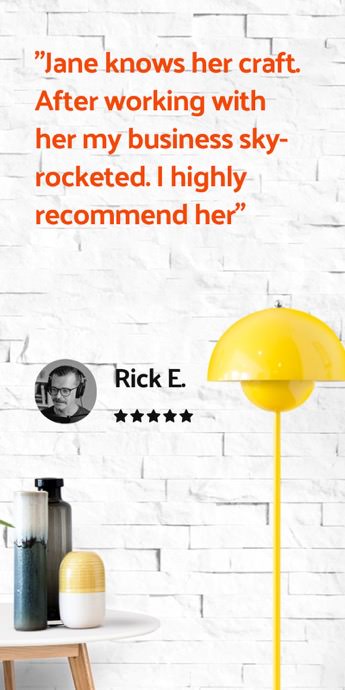 ”Jane knows her craft.
After working with
her my business sky-
rocketed. I highly
recommend her”
Rick E.